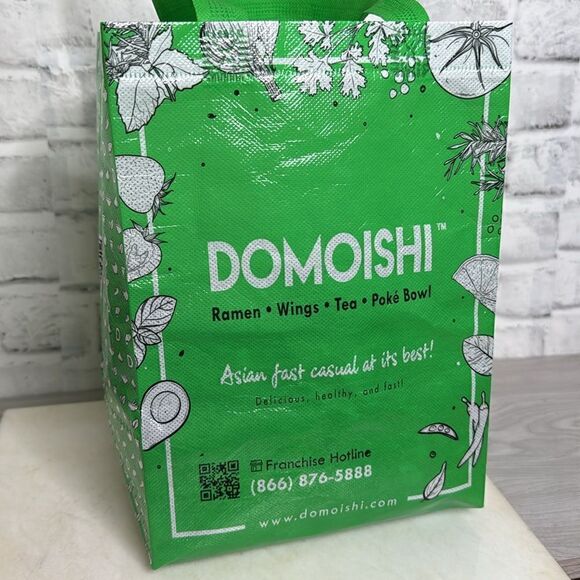 DOMOISHI™
Ramen • Wings • Tea • Poké Bowl
Asian fast casual at its best!
Delicious, healthy, and fast!
Franchise Hotline
(866) 876-5888
www.domoishi.com